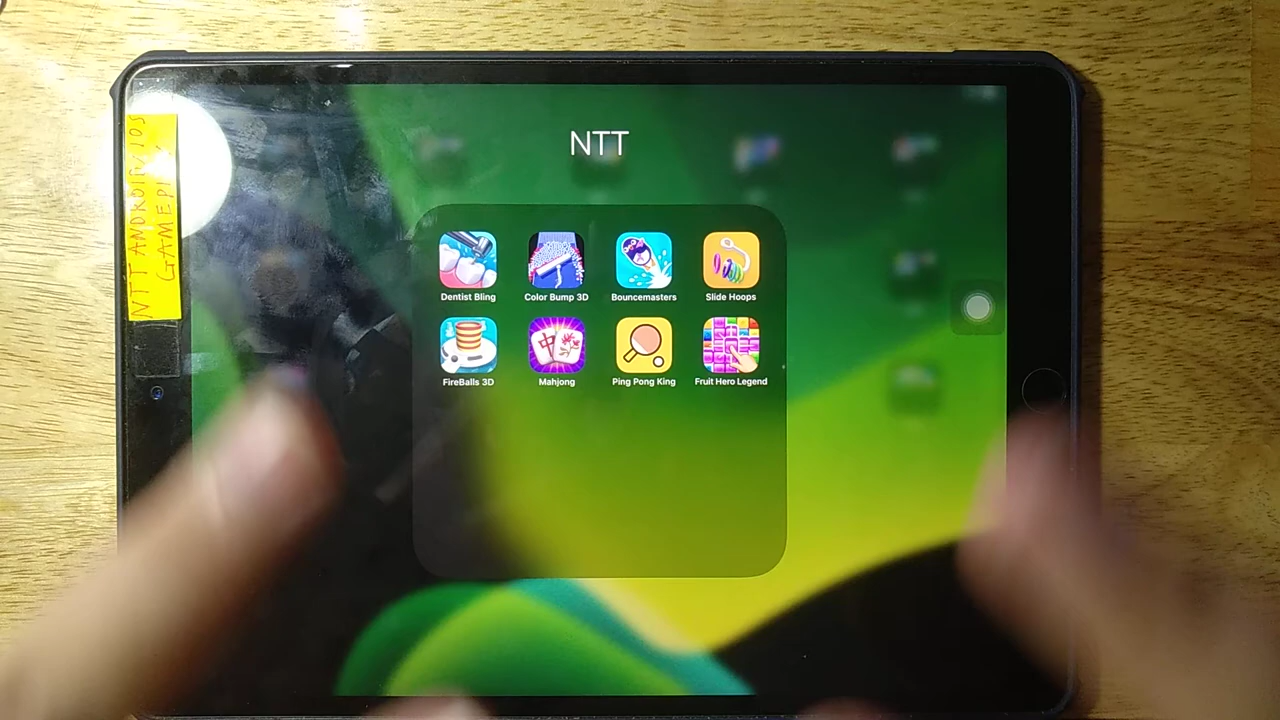 NTT ANDROID/IOS
GAMEPLAY
NTT
Dentist Bling
Color Bump 3D
Bouncemasters
Slide Hoops
FireBalls 3D
Mahjong
Ping Pong King
Fruit Hero Legend
中